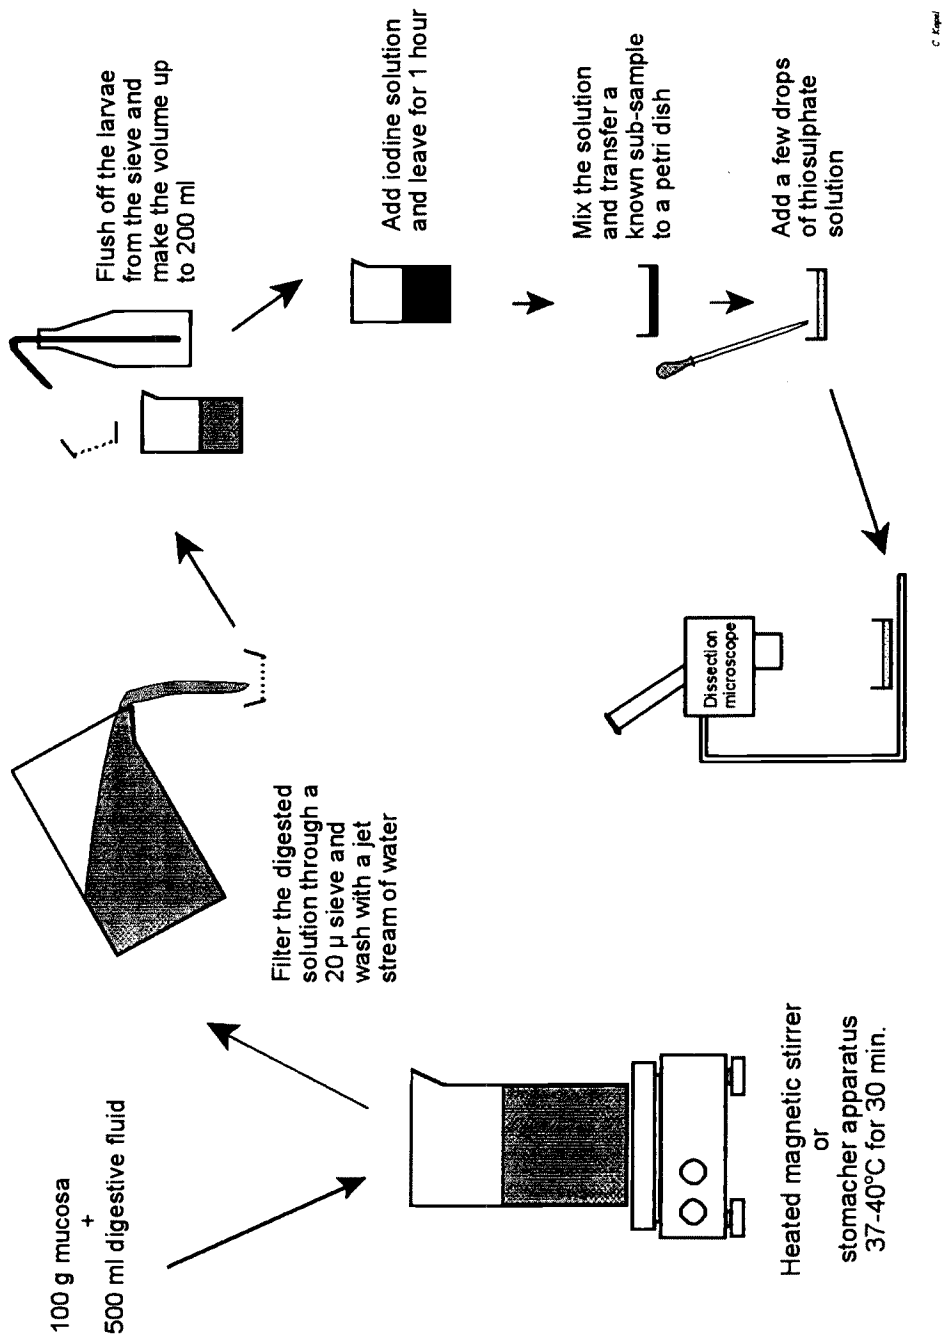 100 g mucosa
+
500 ml digestive fluid
Heated magnetic stirrer
or
stomacher apparatus
37-40°C for 30 min.
Filter the digested
solution through a
20 µ sieve and
wash with a jet
stream of water
Flush off the larvae
from the sieve and
make the volume up
to 200 ml
Add iodine solution
and leave for 1 hour
Mix the solution
and transfer a
known sub-sample
to a petri dish
Add a few drops
of thiosulphate
solution
Dissection
microscope
C Kapel